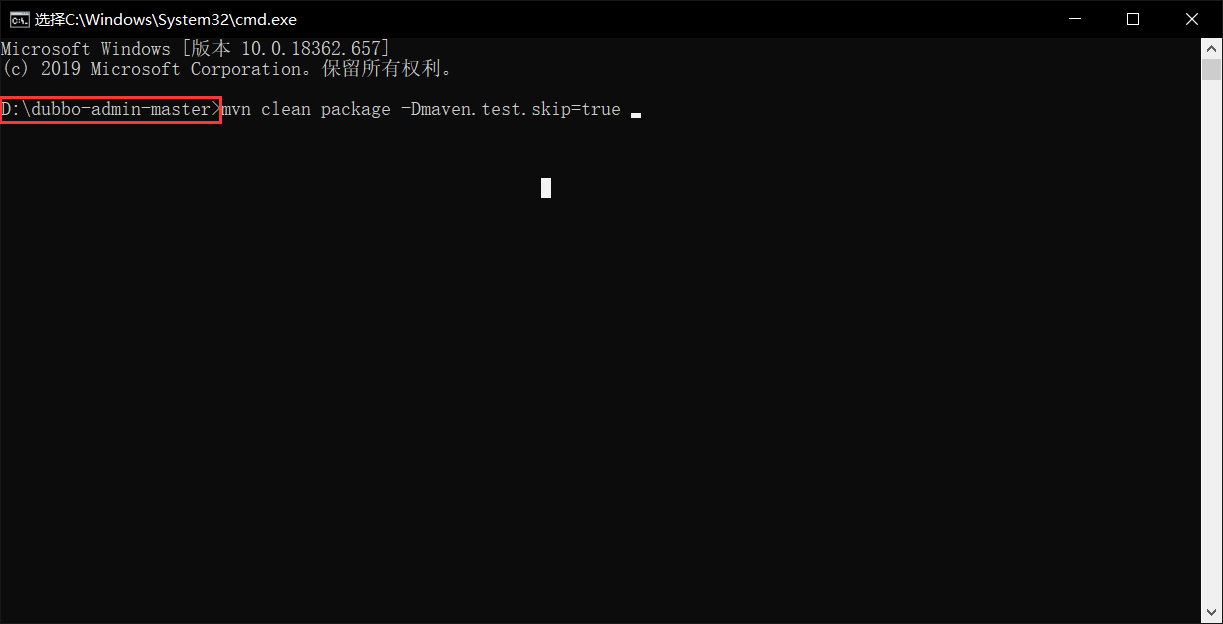 选择C:\Windows\System32\cmd.exe
Microsoft Windows [版本 10.0.18362.657]
(c) 2019 Microsoft Corporation。保留所有权利。
D:\dubbo-admin-master>mvn clean package -Dmaven.test.skip=true